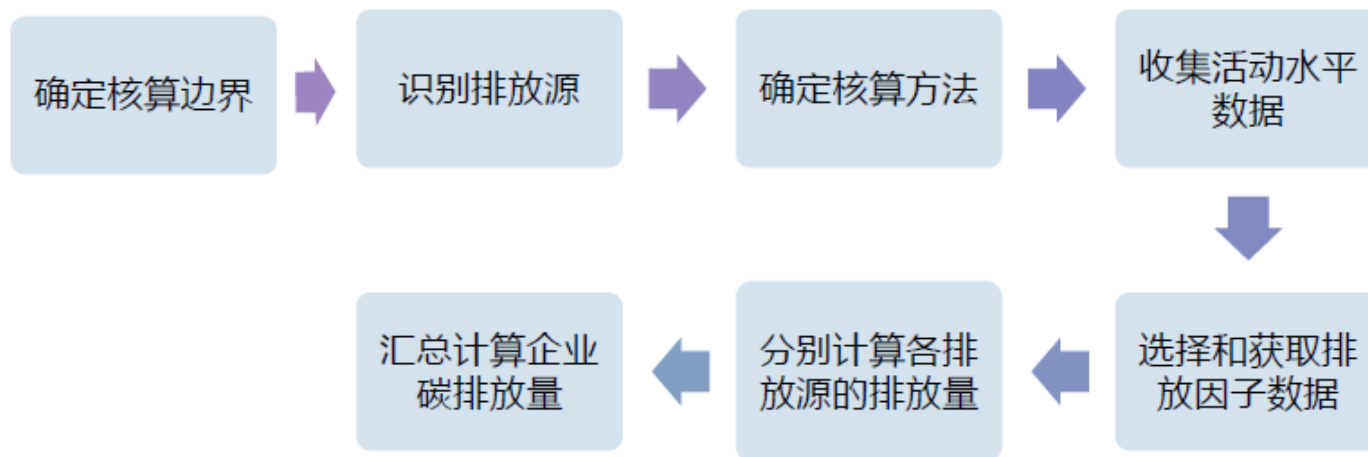 确定核算边界
识别排放源
确定核算方法
收集活动水平
数据
选择和获取排
放因子数据
分别计算各排
放源的排放量
汇总计算企业
碳排放量